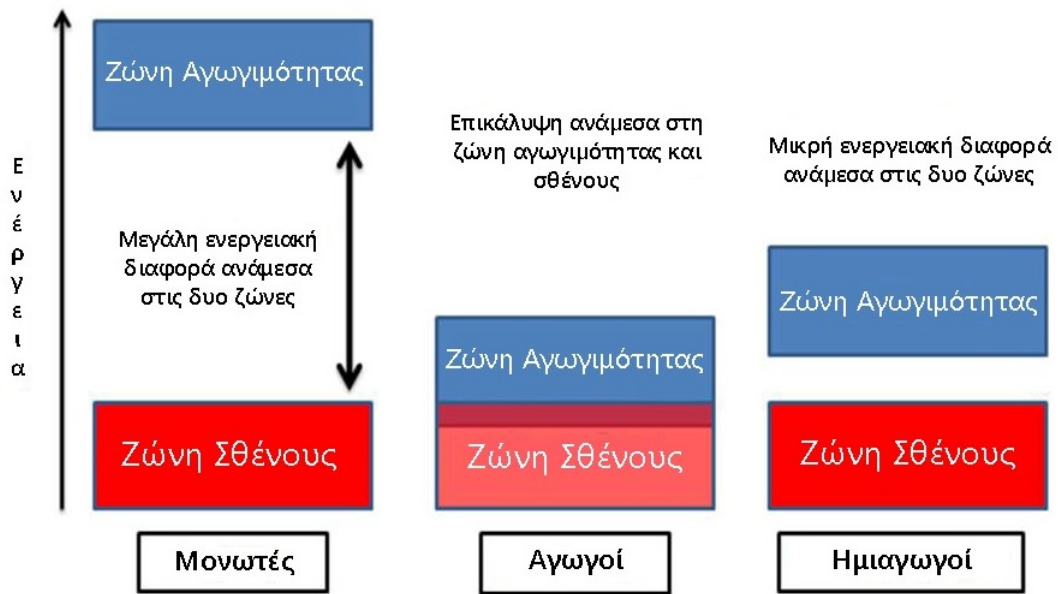 Ενέργεια
Ζώνη Αγωγιμότητας
Μεγάλη ενεργειακή
διαφορά ανάμεσα
στις δυο ζώνες
Ζώνη Σθένους
Μονωτές
Επικάλυψη ανάμεσα στη
ζώνη αγωγιμότητας και
σθένους
Ζώνη Αγωγιμότητας
Ζώνη Σθένους
Αγωγοί
Μικρή ενεργειακή διαφορά
ανάμεσα στις δυο ζώνες
Ζώνη Αγωγιμότητας
Ζώνη Σθένους
Ημιαγωγοί